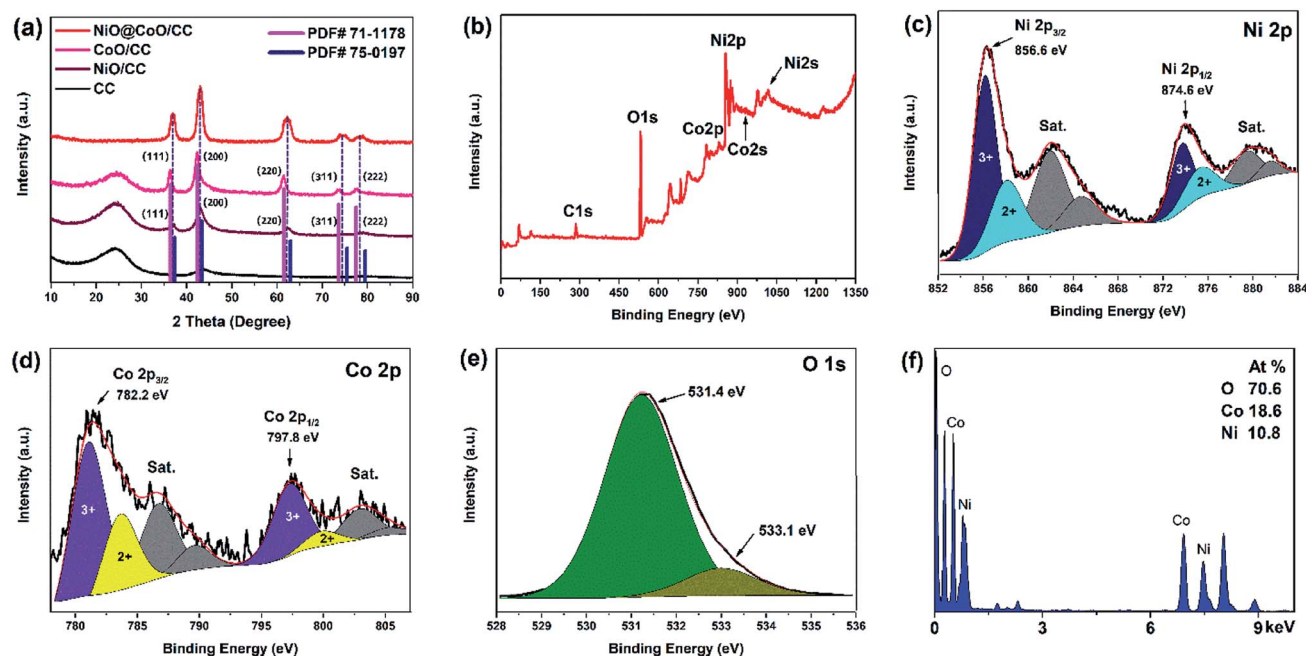 (a)
NiO@CoO/CC
CoO/CC
NiO/CC
CC
PDF# 71-1178
PDF# 75-0197
(111)
(200)
(220)
(311)
(222)
(111)
(200)
(220)
(311)
(222)
Intensity (a.u.)
10 20 30 40 50 60 70 80 90
2 Theta (Degree)
(b)
Ni2p
Ni2s
O1s
Co2p
Co2s
C1s
Intensity (a.u.)
0 150 300 450 600 750 900 1050 1350
Binding Enegry (eV)
(c)
Ni 2p
Ni 2p3/2
856.6 eV
Ni 2p1/2
874.6 eV
Sat.
Sat.
3+
2+
3+
2+
Intensity (a.u.)
852 856 860 864 868 872 876 880 884
Binding Energy (eV)
(d)
Co 2p
Co 2p3/2
782.2 eV
Co 2p1/2
797.8 eV
Sat.
Sat.
3+
2+
3+
2+
Intensity (a.u.)
780 785 790 795 800 805
Binding Energy (eV)
(e)
O 1s
531.4 eV
533.1 eV
Intensity (a.u.)
528 529 530 531 532 533 534 535 536
Binding Energy (eV)
(f)
At %
O 70.6
Co 18.6
Ni 10.8
O
Co
Ni
Co
Ni
Intensity (a.u.)
0 3 6 9 keV